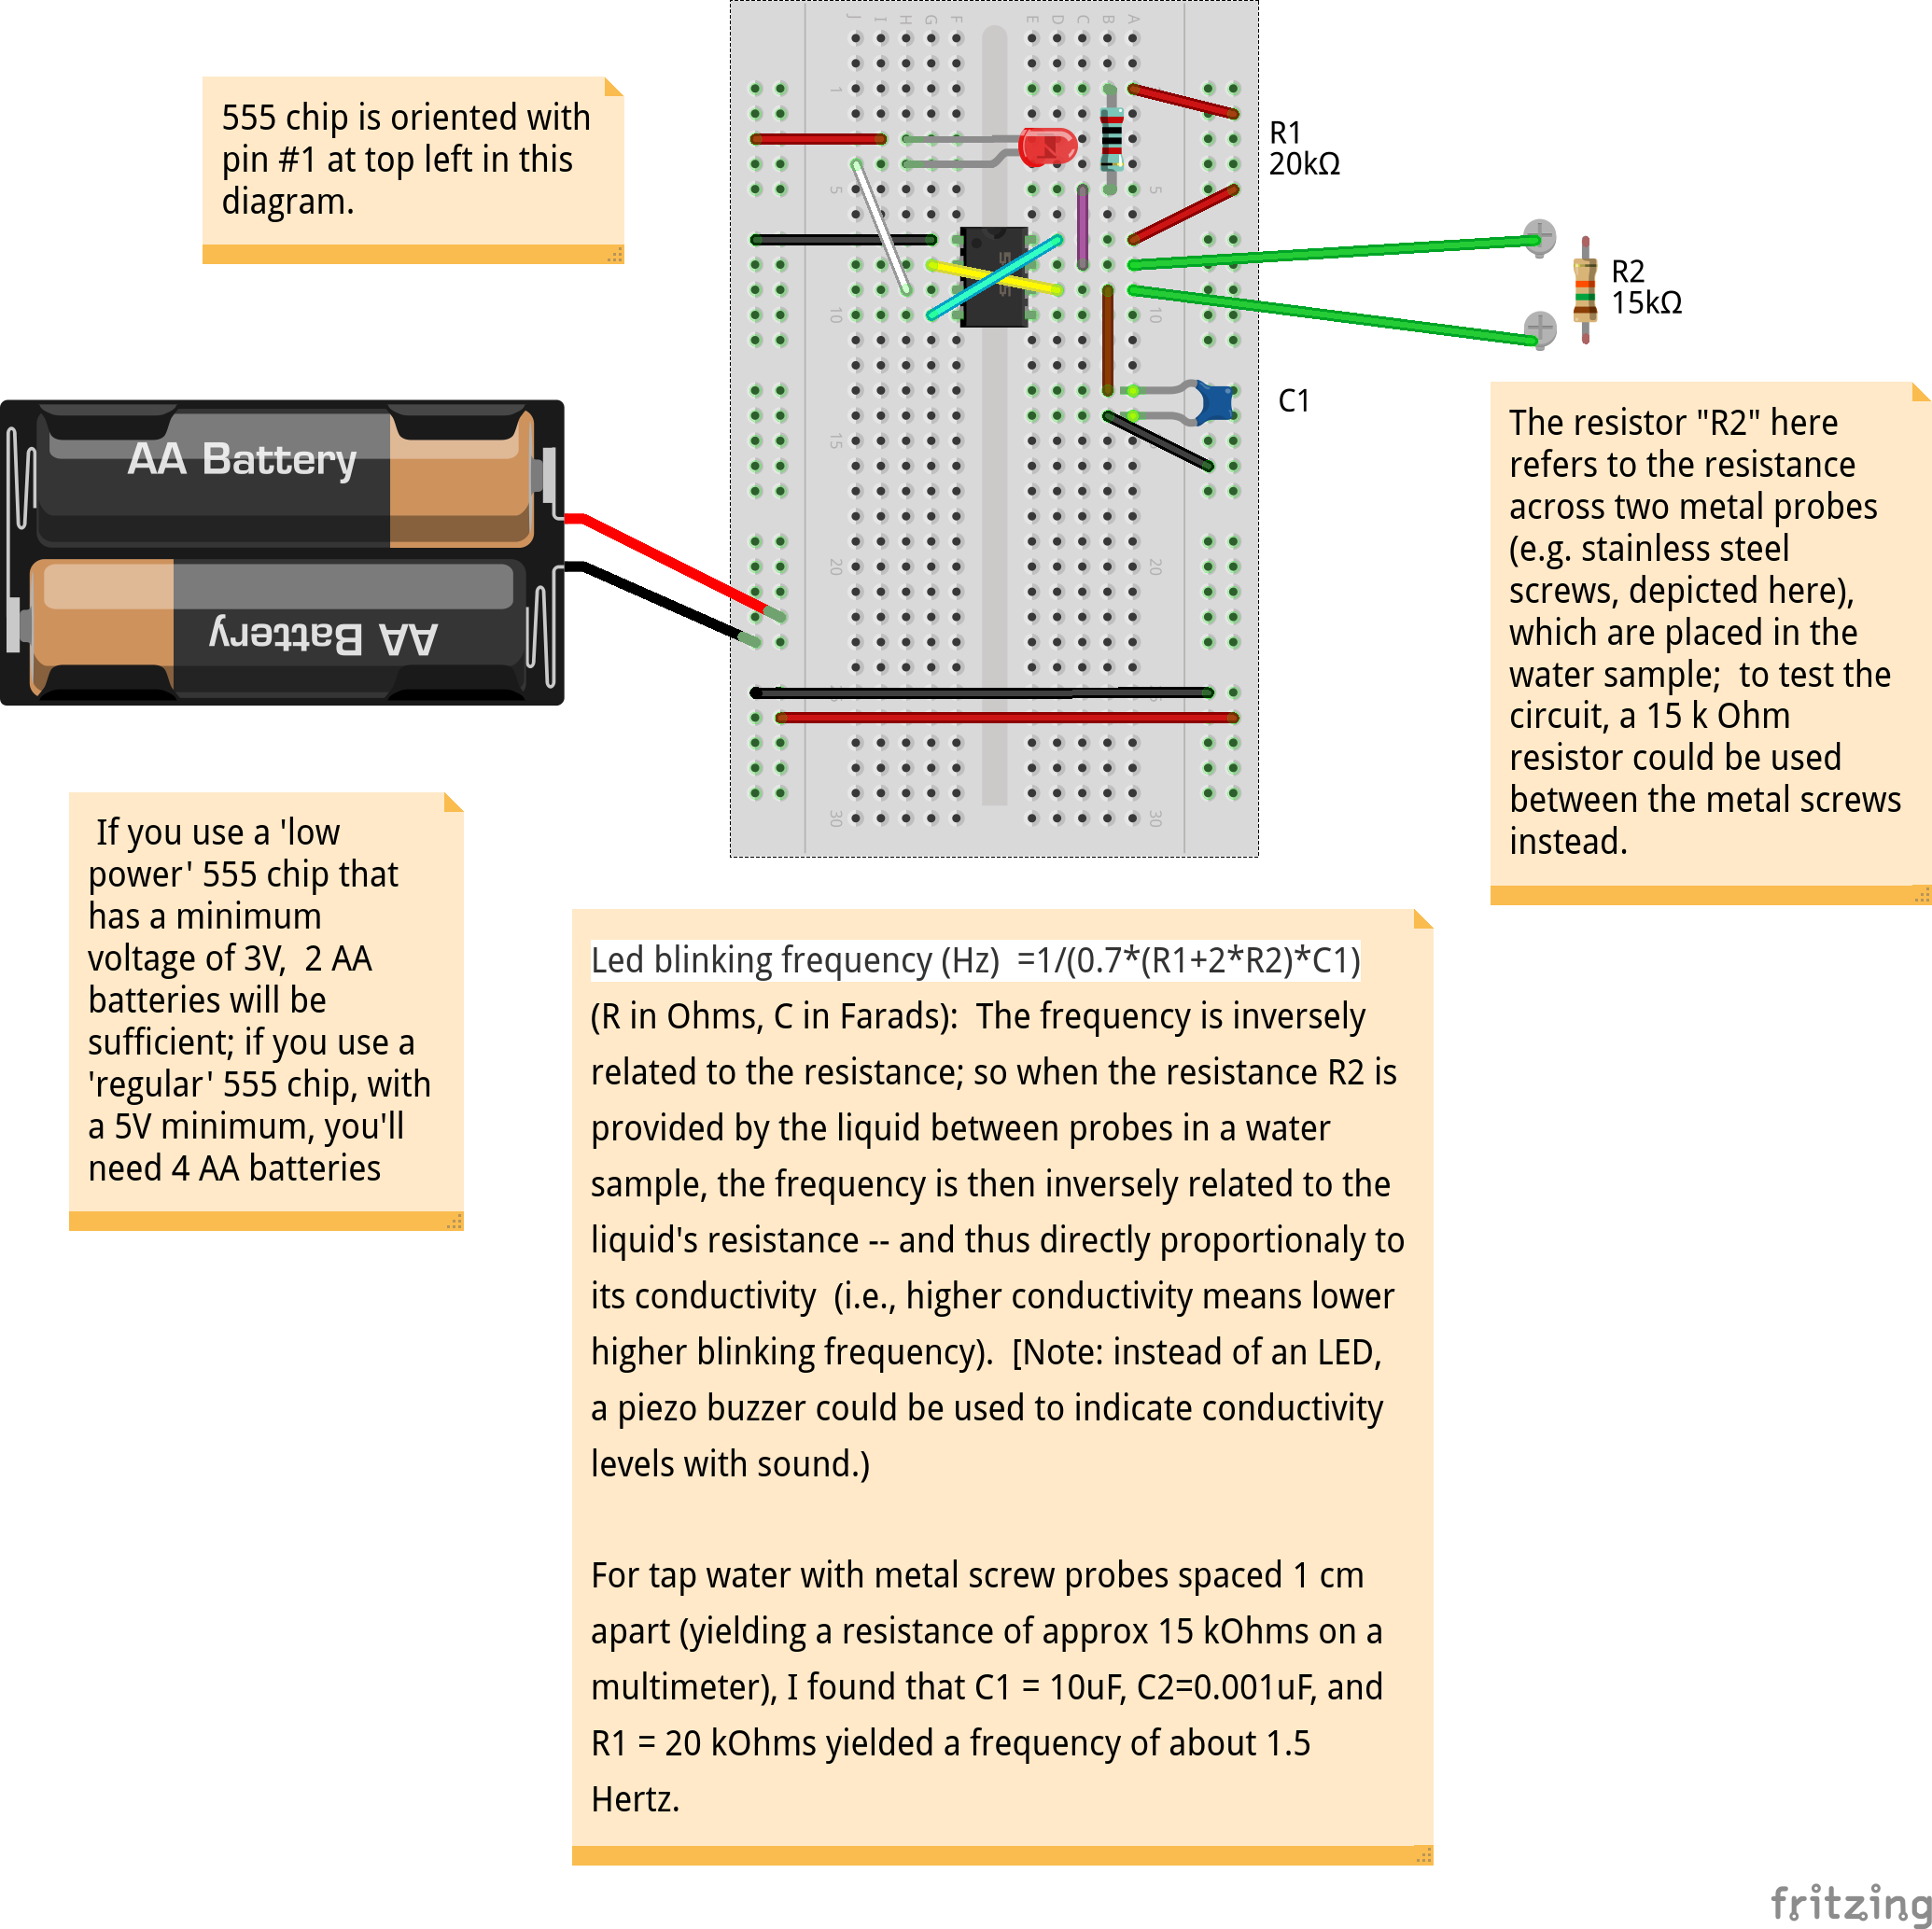 555 chip is oriented with
pin #1 at top left in this
diagram.
J I H G F E D C B A
1
5
10
15
20
30
5
10
20
30
R1
20kΩ
R2
15kΩ
C1
AA Battery
AA Battery
The resistor "R2" here
refers to the resistance
across two metal probes
(e.g. stainless steel
screws, depicted here),
which are placed in the
water sample;  to test the
circuit, a 15 k Ohm
resistor could be used
between the metal screws
instead.
If you use a 'low
power' 555 chip that
has a minimum
voltage of 3V,  2 AA
batteries will be
sufficient; if you use a
'regular' 555 chip, with
a 5V minimum, you'll
need 4 AA batteries
Led blinking frequency (Hz)  =1/(0.7*(R1+2*R2)*C1)
(R in Ohms, C in Farads):  The frequency is inversely
related to the resistance; so when the resistance R2 is
provided by the liquid between probes in a water
sample, the frequency is then inversely related to the
liquid's resistance -- and thus directly proportionaly to
its conductivity  (i.e., higher conductivity means lower
higher blinking frequency).  [Note: instead of an LED,
a piezo buzzer could be used to indicate conductivity
levels with sound.)
For tap water with metal screw probes spaced 1 cm
apart (yielding a resistance of approx 15 kOhms on a
multimeter), I found that C1 = 10uF, C2=0.001uF, and
R1 = 20 kOhms yielded a frequency of about 1.5
Hertz.
fritzing